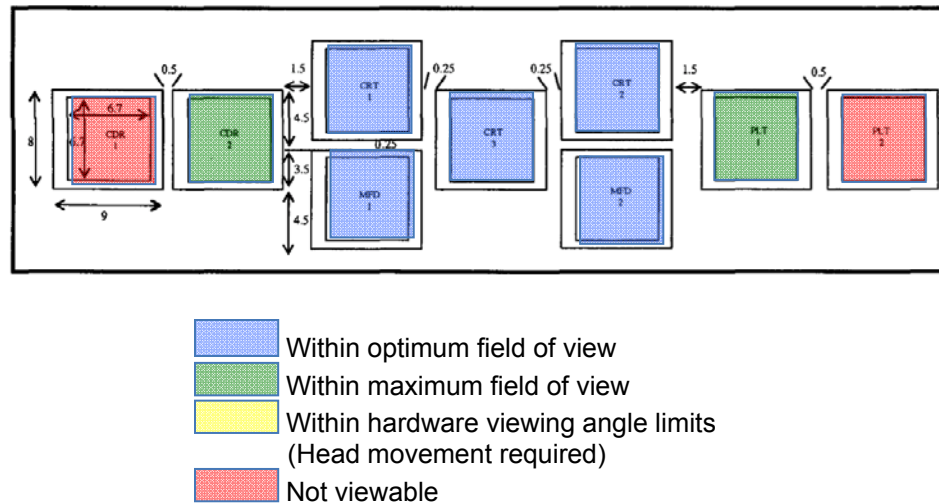 0.5
1.5
0.25
0.25
1.5
0.5
CRT
1
CRT
2
8
6.7
6.7
CDR
1
CDR
2
4.5
CRT
3
PLT
1
PLT
2
0.25
3.5
MFD
1
MFD
2
4.5
9
Within optimum field of view
Within maximum field of view
Within hardware viewing angle limits
(Head movement required)
Not viewable